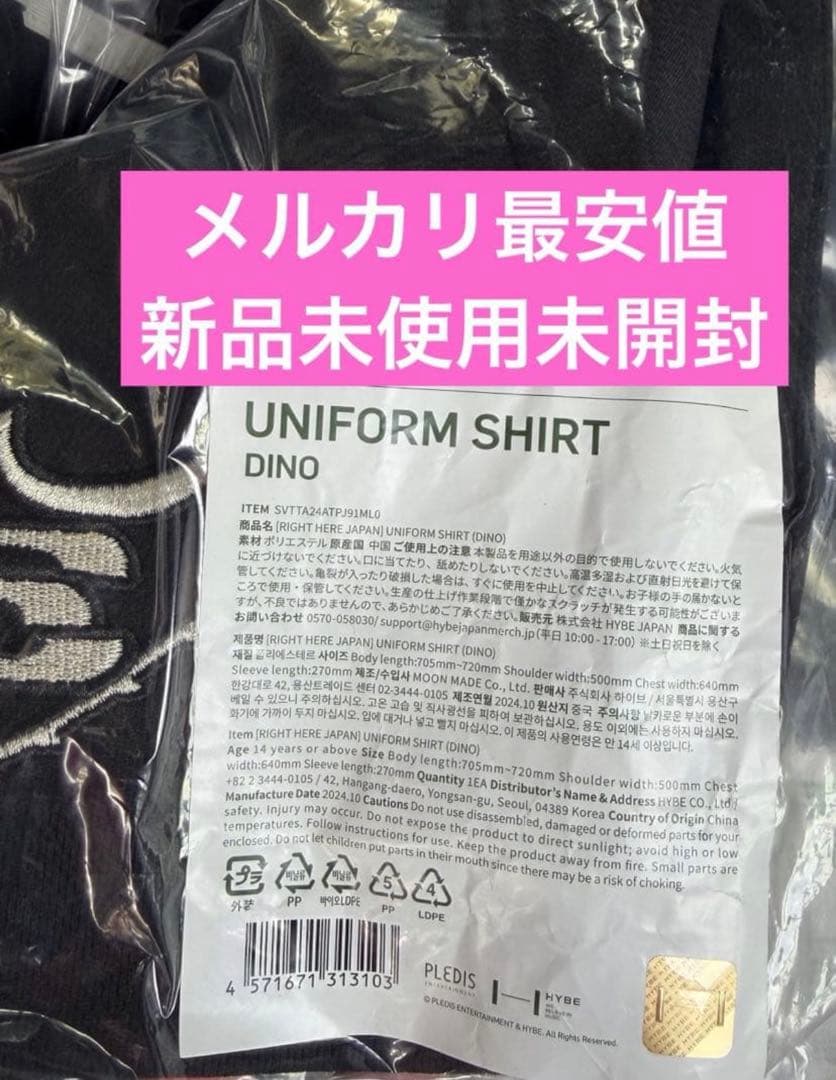 メルカリ最安値
新品未使用未開封
UNIFORM SHIRT
DINO
ITEM SVTTA24ATPJ91ML0
商品名 [RIGHT HERE JAPAN] UNIFORM SHIRT (DINO)
素材 ポリエステル 原産国 中国 ご使用上の注意 本製品を用途以外の目的で使用しないでください。火気
に近づけないでください。口に当てたり、舐めたりしないでください。高温多湿および直射日光を避けて保
管してください。亀裂が入ったり破損した場合は、すぐに使用を中止してください。お子様の手の届かないと
ころで使用・保管してください。生産の仕上げ作業段階で僅かなスクラッチが発生する可能性がございま
すが、不良ではありませんので、あらかじめご了承ください。販売元 株式会社 HYBE JAPAN 商品に関する
お問い合わせ 0570-058030/ support@hybejapanmerch.jp (平日 10:00 - 17:00) ※土日祝日を除く
제품명 [RIGHT HERE JAPAN] UNIFORM SHIRT (DINO)
재질 폴리에스테르 사이즈 Body length:705mm~720mm Shoulder width:500mm Chest width:640mm
Sleeve length:270mm 제조/수입사 MOON MADE Co., Ltd. 판매사 주식회사 하이브 / 서울특별시 용산구
한강대로 42, 용산트레이드 센터 02-3444-0105 제조연월 2024.10 원산지 중국 주의사항 날카로운 부분에 손이
베일 수 있으니 주의하십시오. 고온 고습 및 직사광선을 피하여 보관하십시오. 용도 이외에는 사용하지 마십시오.
화기에 가까이 두지 마십시오. 입에 대거나 넣고 빨지 마십시오. 이 제품의 사용연령은 만 14세 이상입니다.
Item [RIGHT HERE JAPAN] UNIFORM SHIRT (DINO)
Age 14 years or above Size Body length:705mm~720mm Shoulder width:500mm Chest
width:640mm Sleeve length:270mm Quantity 1EA Distributor's Name & Address HYBE CO., Ltd./
+82 2 3444-0105 / 42, Hangang-daero, Yongsan-gu, Seoul, 04389 Korea Country of Origin China
Manufacture Date 2024.10 Cautions Do not use disassembled, damaged or deformed parts for your
safety. Injury may occur. Do not expose the product to direct sunlight; avoid high or low
temperatures. Follow instructions for use. Keep the product away from fire. Small parts are
enclosed. Do not let children put parts in their mouth since there may be a risk of choking.
プラ 비닐류 비닐류 5 4
外装 PP 바이오LDPE PP LDPE
4 571671 313103
PLEDIS
ENTERTAINMENT
HYBE
WE
BELIEVE IN
MUSIC
© PLEDIS ENTERTAINMENT & HYBE. All Rights Reserved.